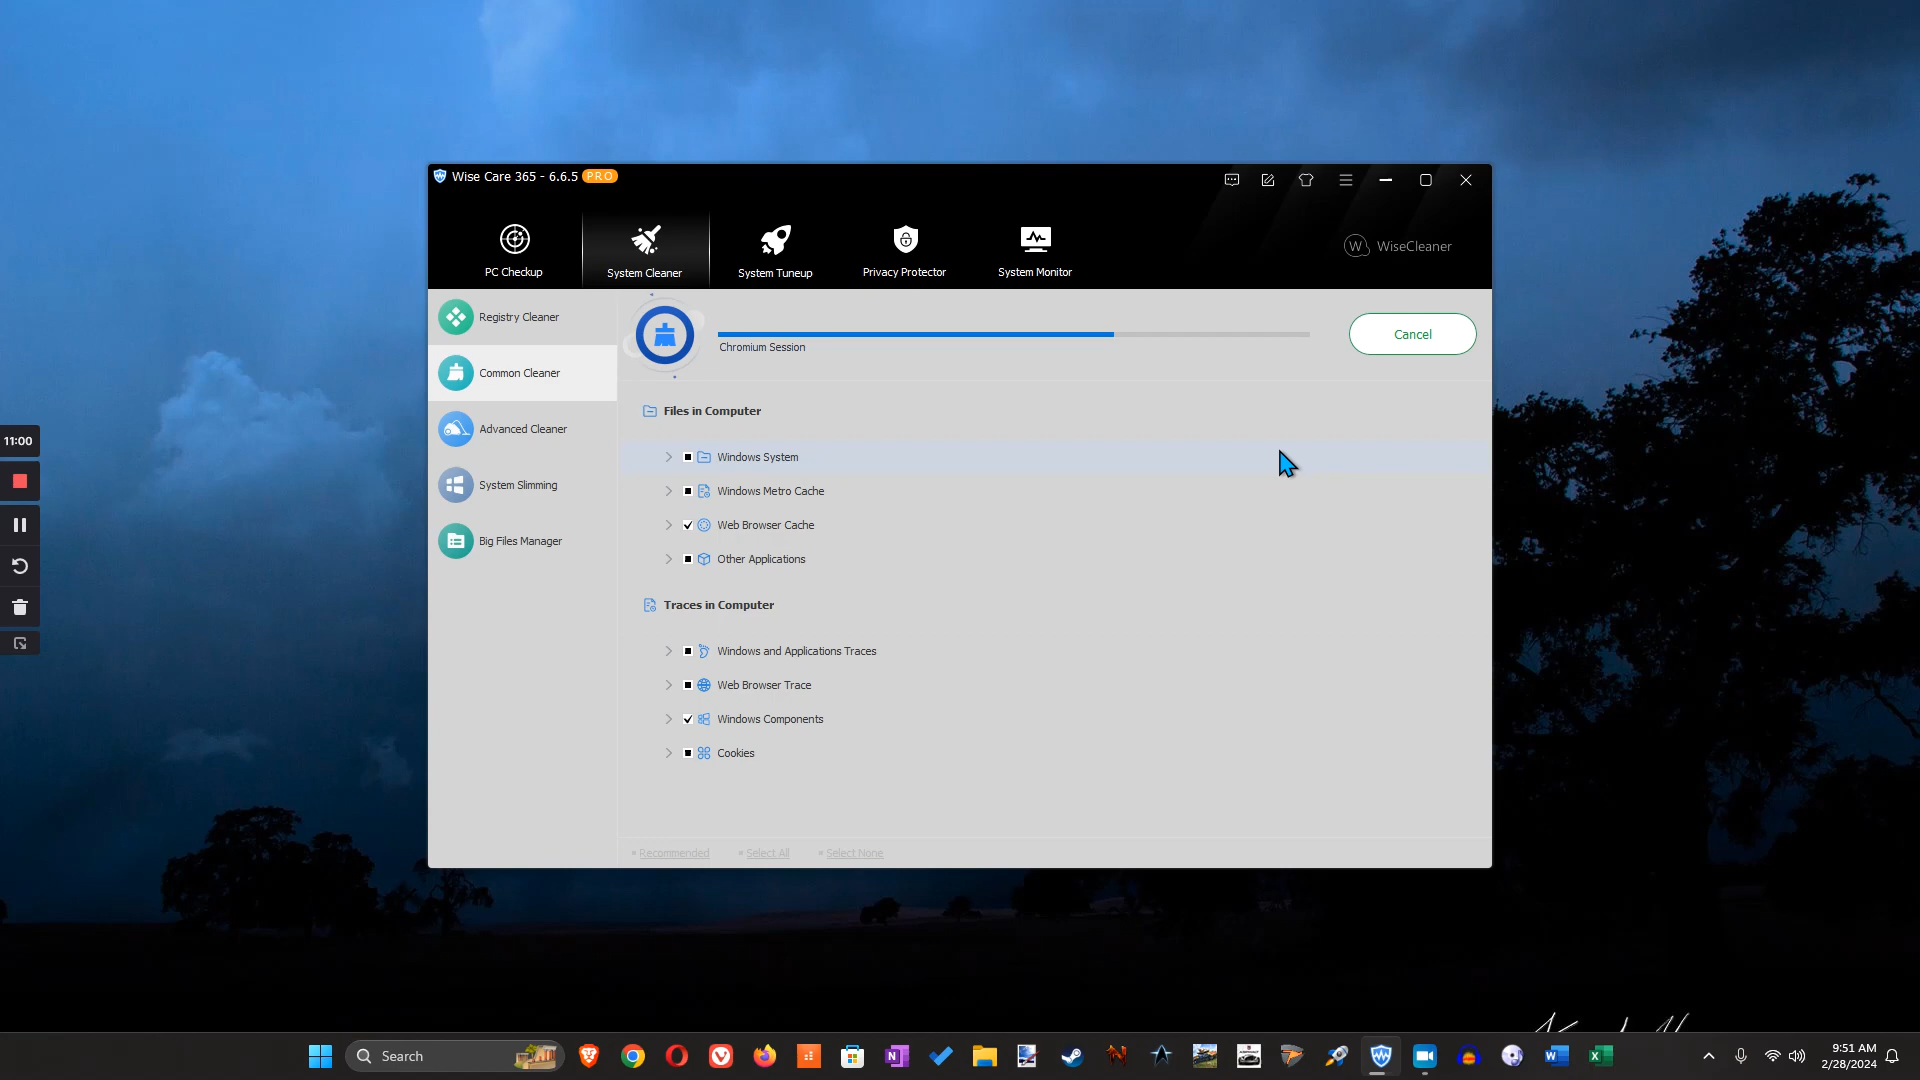 Wise Care 365 - 6.6.5 PRO
PC Checkup
System Cleaner
System Tuneup
Privacy Protector
System Monitor
W WiseCleaner
Registry Cleaner
Common Cleaner
Advanced Cleaner
System Slimming
Big Files Manager
Chromium Session
Cancel
Files in Computer
Windows System
Windows Metro Cache
Web Browser Cache
Other Applications
Traces in Computer
Windows and Applications Traces
Web Browser Trace
Windows Components
Cookies
Recommended
Select All
Select None
11:00
Search
9:51 AM
2/28/2024